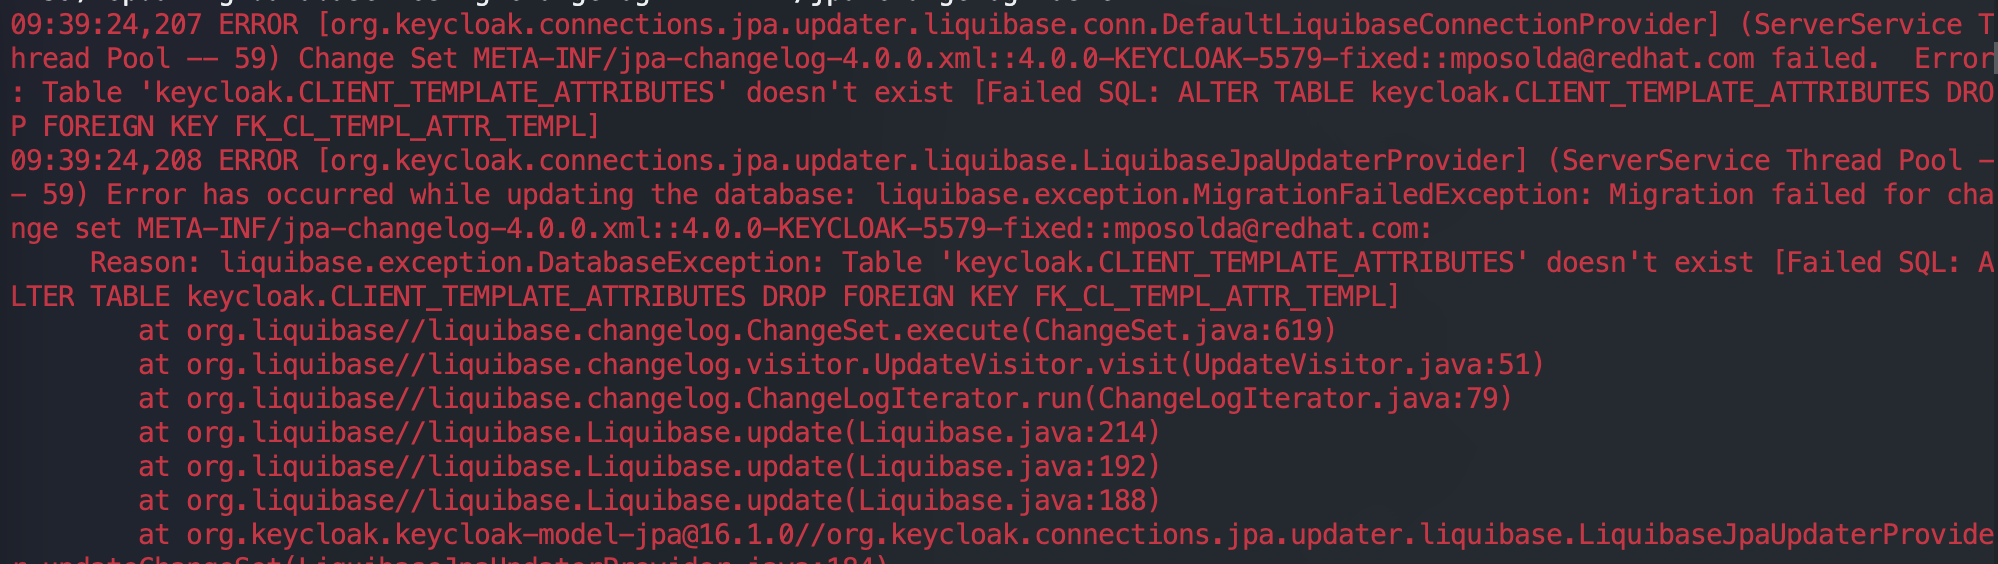 09:39:24,207 ERROR [org.keycloak.connections.jpa.updater.liquibase.conn.DefaultLiquibaseConnectionProvider] (ServerService T
hread Pool -- 59) Change Set META-INF/jpa-changelog-4.0.0.xml::4.0.0-KEYCLOAK-5579-fixed::mposolda@redhat.com failed.  Error
: Table 'keycloak.CLIENT_TEMPLATE_ATTRIBUTES' doesn't exist [Failed SQL: ALTER TABLE keycloak.CLIENT_TEMPLATE_ATTRIBUTES DRO
P FOREIGN KEY FK_CL_TEMPL_ATTR_TEMPL]
09:39:24,208 ERROR [org.keycloak.connections.jpa.updater.liquibase.LiquibaseJpaUpdaterProvider] (ServerService Thread Pool -
- 59) Error has occurred while updating the database: liquibase.exception.MigrationFailedException: Migration failed for cha
nge set META-INF/jpa-changelog-4.0.0.xml::4.0.0-KEYCLOAK-5579-fixed::mposolda@redhat.com:
     Reason: liquibase.exception.DatabaseException: Table 'keycloak.CLIENT_TEMPLATE_ATTRIBUTES' doesn't exist [Failed SQL: A
LTER TABLE keycloak.CLIENT_TEMPLATE_ATTRIBUTES DROP FOREIGN KEY FK_CL_TEMPL_ATTR_TEMPL]
        at org.liquibase//liquibase.changelog.ChangeSet.execute(ChangeSet.java:619)
        at org.liquibase//liquibase.changelog.visitor.UpdateVisitor.visit(UpdateVisitor.java:51)
        at org.liquibase//liquibase.changelog.ChangeLogIterator.run(ChangeLogIterator.java:79)
        at org.liquibase//liquibase.Liquibase.update(Liquibase.java:214)
        at org.liquibase//liquibase.Liquibase.update(Liquibase.java:192)
        at org.liquibase//liquibase.Liquibase.update(Liquibase.java:188)
        at org.keycloak.keycloak-model-jpa@16.1.0//org.keycloak.connections.jpa.updater.liquibase.LiquibaseJpaUpdaterProvide